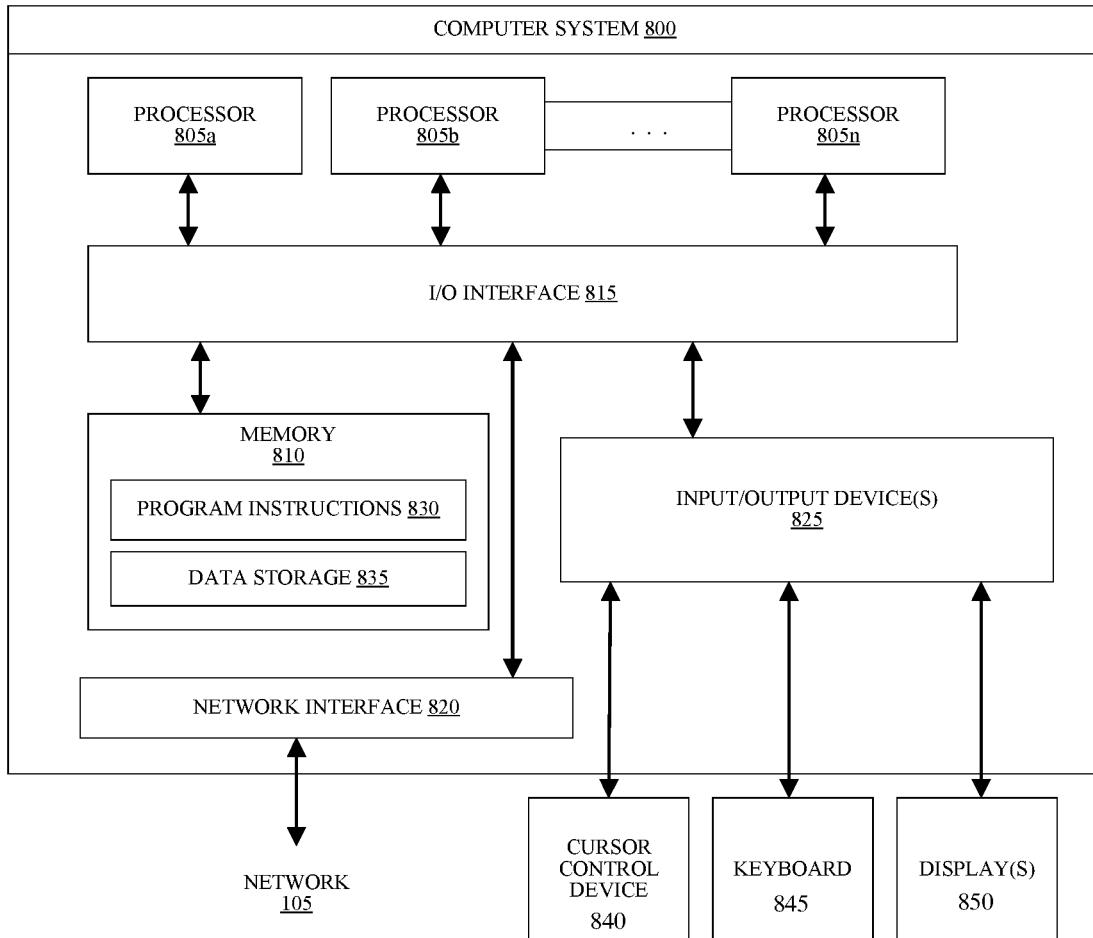 COMPUTER SYSTEM 800
PROCESSOR
805a
PROCESSOR
805b
. . .
PROCESSOR
805n
I/O INTERFACE 815
MEMORY
810
PROGRAM INSTRUCTIONS 830
DATA STORAGE 835
INPUT/OUTPUT DEVICE(S)
825
NETWORK INTERFACE 820
NETWORK
105
CURSOR
CONTROL
DEVICE
840
KEYBOARD
845
DISPLAY(S)
850